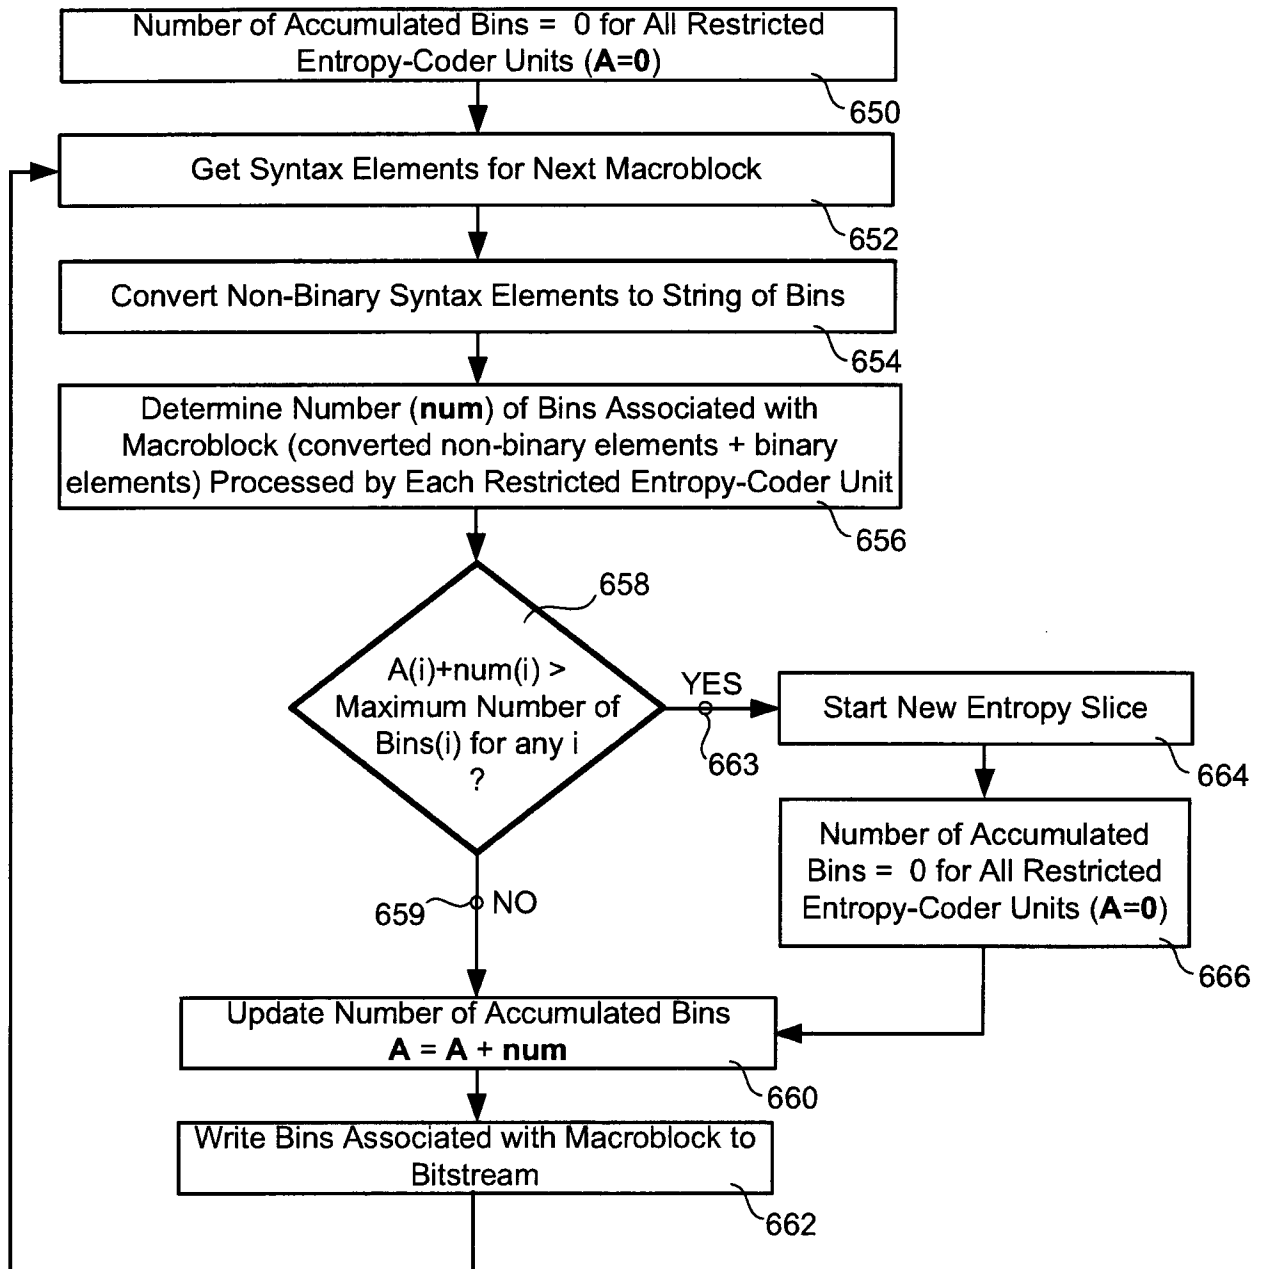 Number of Accumulated Bins = 0 for All Restricted
Entropy-Coder Units (A=0)
650
Get Syntax Elements for Next Macroblock
652
Convert Non-Binary Syntax Elements to String of Bins
654
Determine Number (num) of Bins Associated with
Macroblock (converted non-binary elements + binary
elements) Processed by Each Restricted Entropy-Coder Unit
656
658
A(i)+num(i) >
Maximum Number of
Bins(i) for any i
?
YES
663
Start New Entropy Slice
664
Number of Accumulated
Bins = 0 for All Restricted
Entropy-Coder Units (A=0)
666
659
NO
Update Number of Accumulated Bins
A = A + num
660
Write Bins Associated with Macroblock to
Bitstream
662